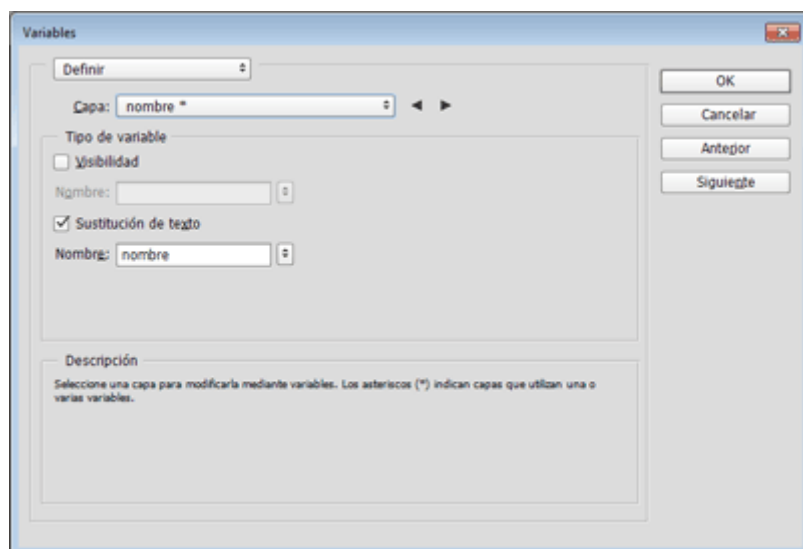 Variables
Definir
Capa: nombre *
Tipo de variable
Visibilidad
Nombre:
Sustitución de texto
Nombre: nombre
Descripción
Seleccione una capa para modificarla mediante variables. Los asteriscos (*) indican capas que utilizan una o
varias variables.
OK
Cancelar
Anterior
Siguiente